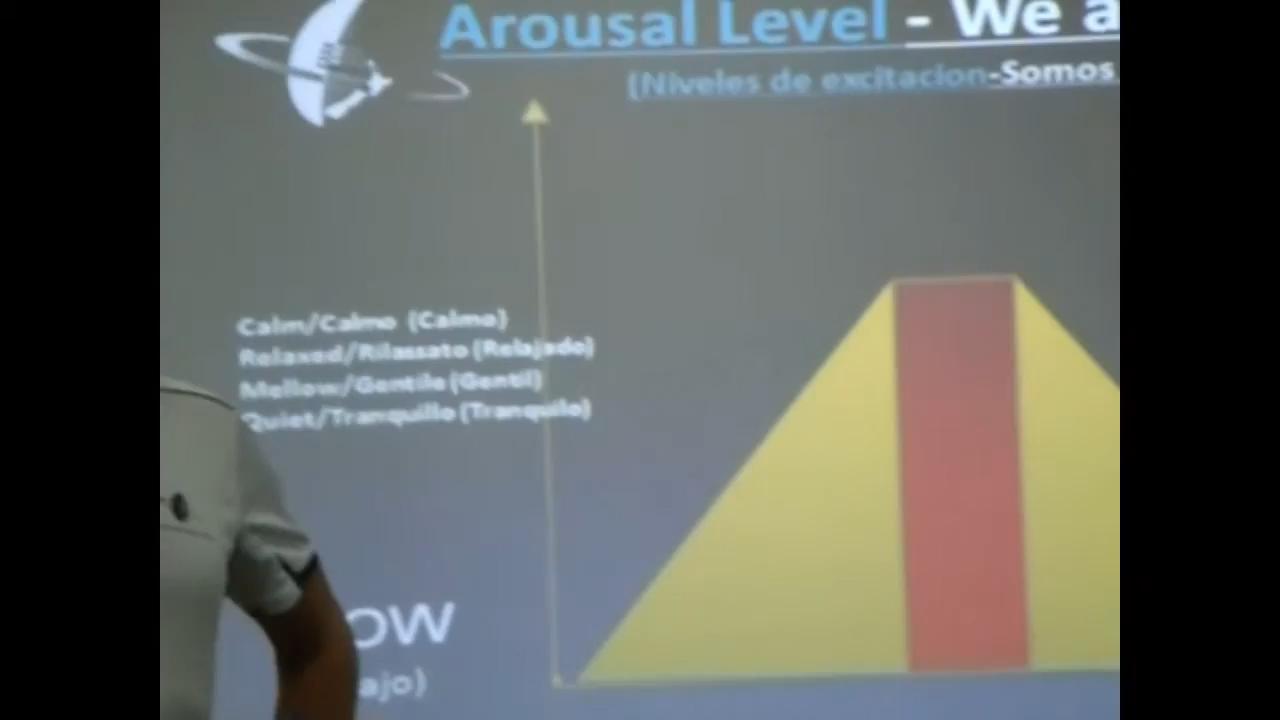 Arousal Level - We a
(Niveles de excitacion-Somos
Calm/Calmo (Calma)
Relaxed/Rilassato (Relajado)
Mellow/Gentile (Gentil)
Quiet/Tranquillo (Tranquilo)
OW
ajo)